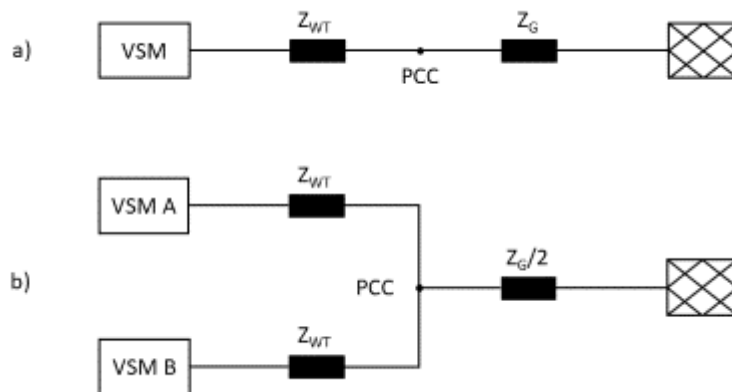 a) VSM Z_WT PCC Z_G
b) VSM A Z_WT
PCC Z_G/2
VSM B Z_WT